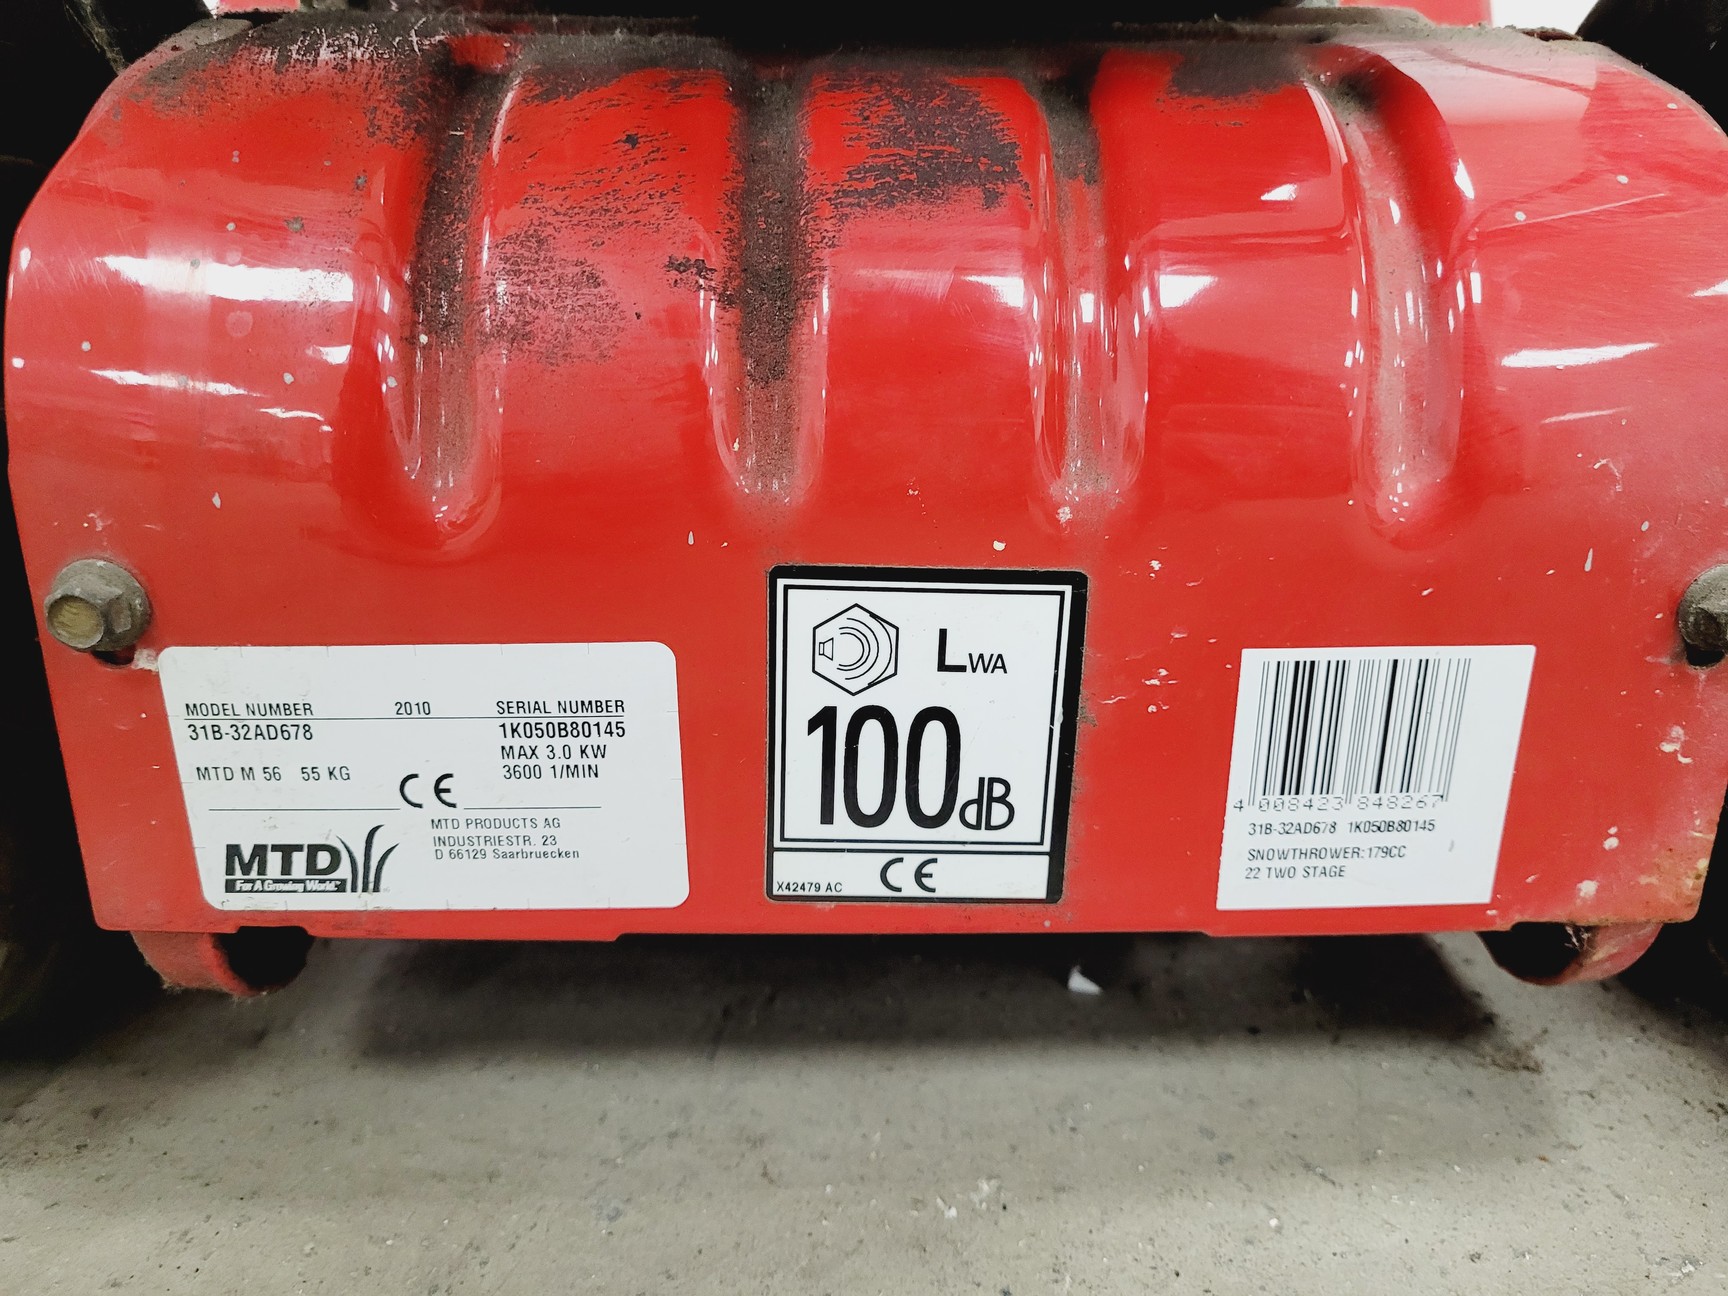 MODEL NUMBER 2010 SERIAL NUMBER
31B-32AD678 1K050B80145
MAX 3.0 KW
MTD M 56 55 KG 3600 1/MIN
CE
MTD PRODUCTS AG
INDUSTRIESTR. 23
D 66129 Saarbruecken
MTD
For A Growing World.
LWA
100dB
CE
X42479 AC
4 008423 848267
31B-32AD678 1K050B80145
SNOWTHROWER:179CC
22 TWO STAGE